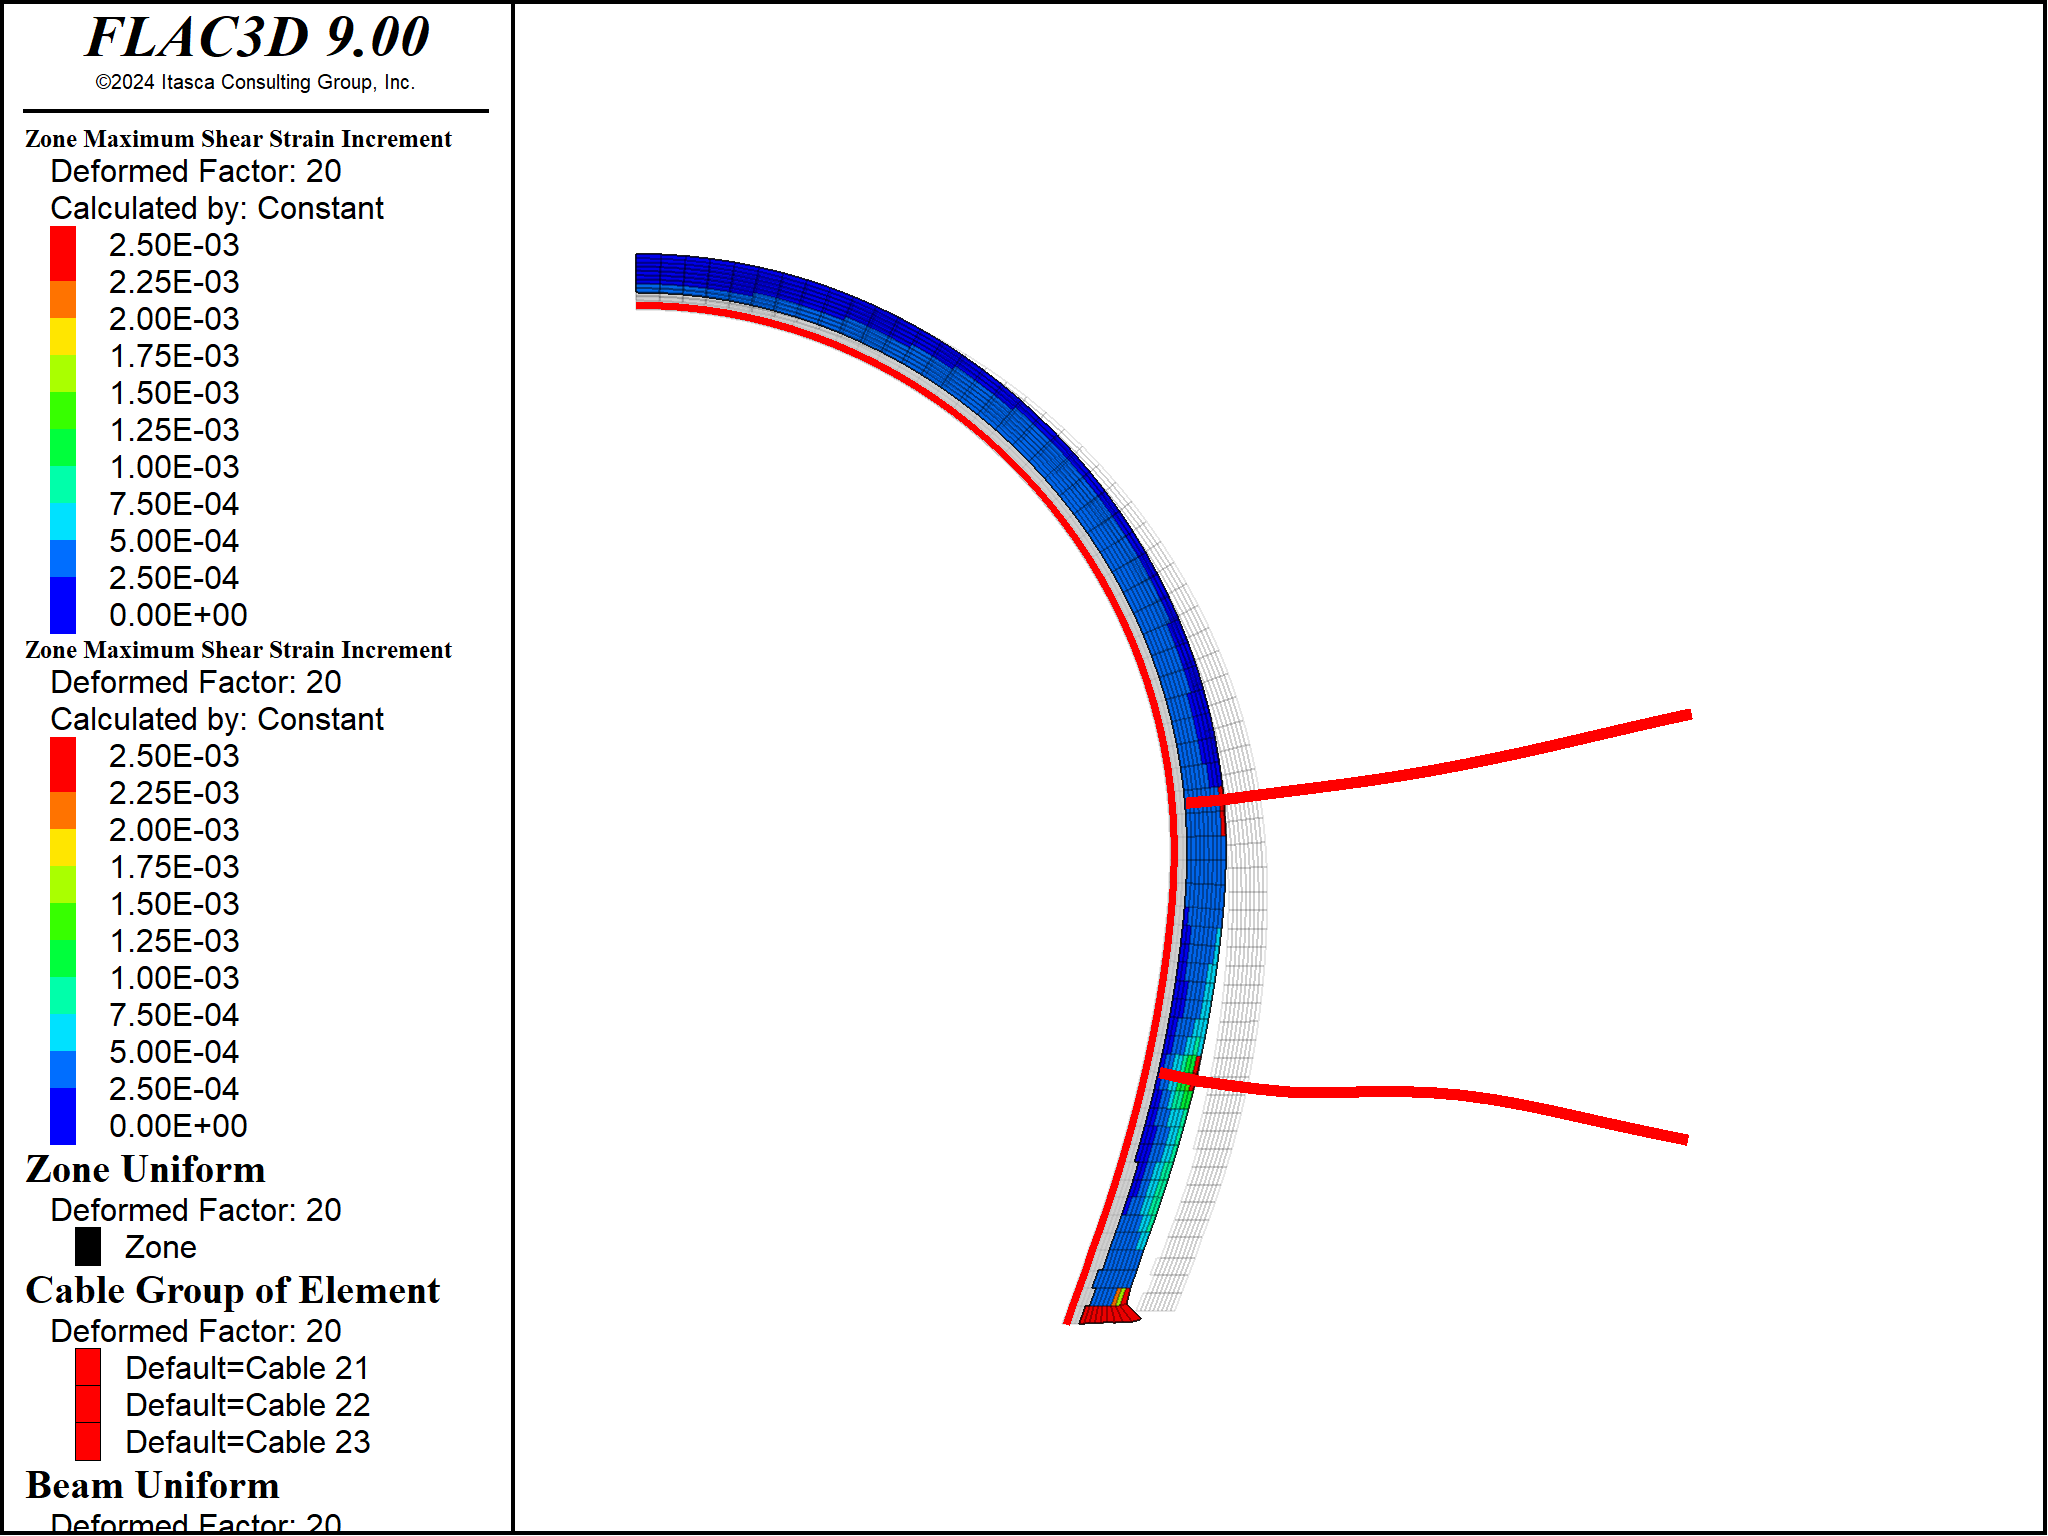 FLAC3D 9.00
©2024 Itasca Consulting Group, Inc.
Zone Maximum Shear Strain Increment
Deformed Factor: 20
Calculated by: Constant
2.50E-03
2.25E-03
2.00E-03
1.75E-03
1.50E-03
1.25E-03
1.00E-03
7.50E-04
5.00E-04
2.50E-04
0.00E+00
Zone Maximum Shear Strain Increment
Deformed Factor: 20
Calculated by: Constant
2.50E-03
2.25E-03
2.00E-03
1.75E-03
1.50E-03
1.25E-03
1.00E-03
7.50E-04
5.00E-04
2.50E-04
0.00E+00
Zone Uniform
Deformed Factor: 20
Zone
Cable Group of Element
Deformed Factor: 20
Default=Cable 21
Default=Cable 22
Default=Cable 23
Beam Uniform
Deformed Factor: 20